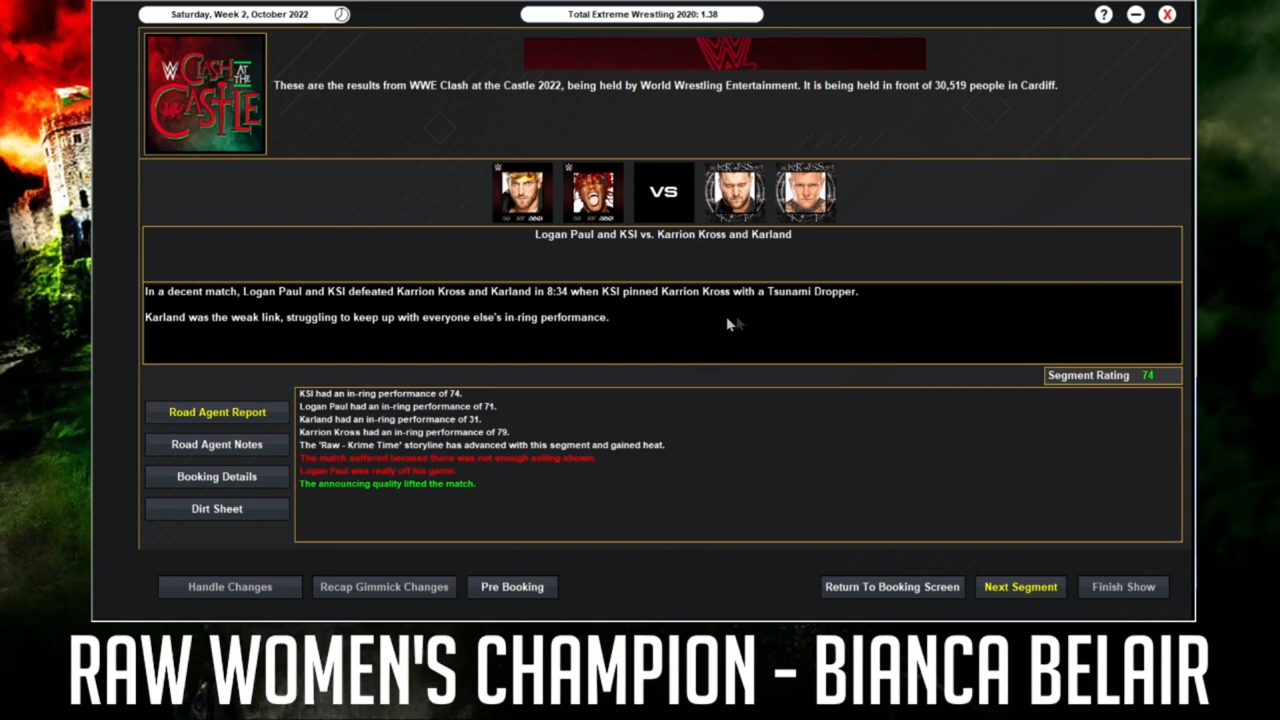 Saturday, Week 2, October 2022
Total Extreme Wrestling 2020: 1.38
? X
W CLASH AT THE CASTLE
These are the results from WWE Clash at the Castle 2022, being held by World Wrestling Entertainment. It is being held in front of 30,519 people in Cardiff.
VS
Logan Paul and KSI vs. Karrion Kross and Karland
In a decent match, Logan Paul and KSI defeated Karrion Kross and Karland in 8:34 when KSI pinned Karrion Kross with a Tsunami Dropper.
Karland was the weak link, struggling to keep up with everyone else's in-ring performance.
Segment Rating 74
Road Agent Report
Road Agent Notes
Booking Details
Dirt Sheet
KSI had an in-ring performance of 74.
Logan Paul had an in-ring performance of 71.
Karland had an in-ring performance of 31.
Karrion Kross had an in-ring performance of 79.
The 'Raw - Krime Time' storyline has advanced with this segment and gained heat.
The match suffered because there was not enough selling shown.
Logan Paul was really off his game.
The announcing quality lifted the match.
Handle Changes
Recap Gimmick Changes
Pre Booking
Return To Booking Screen
Next Segment
Finish Show
RAW WOMEN'S CHAMPION - BIANCA BELAIR